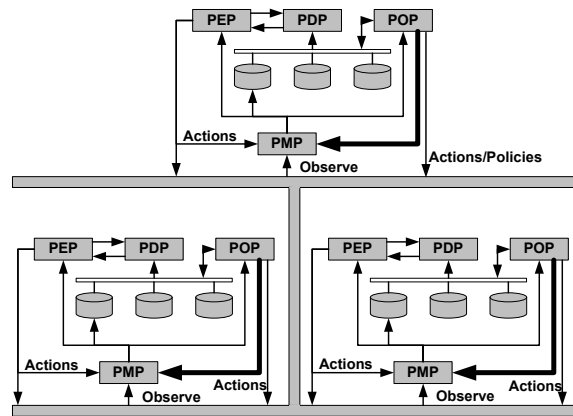 PEP PDP POP
Actions PMP
Observe Actions/Policies
PEP PDP POP PEP PDP POP
Actions PMP Actions Actions PMP Actions
Observe Observe